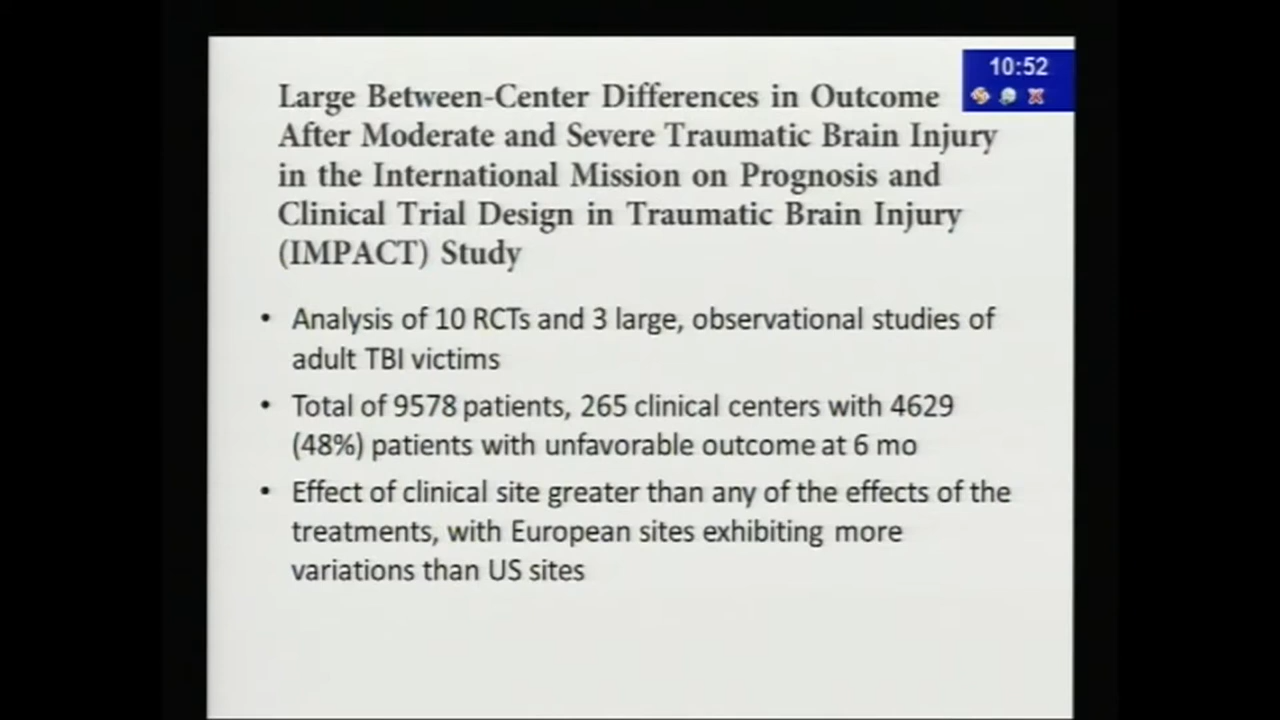 10:52
Large Between-Center Differences in Outcome
After Moderate and Severe Traumatic Brain Injury
in the International Mission on Prognosis and
Clinical Trial Design in Traumatic Brain Injury
(IMPACT) Study
• Analysis of 10 RCTs and 3 large, observational studies of
adult TBI victims
• Total of 9578 patients, 265 clinical centers with 4629
(48%) patients with unfavorable outcome at 6 mo
• Effect of clinical site greater than any of the effects of the
treatments, with European sites exhibiting more
variations than US sites